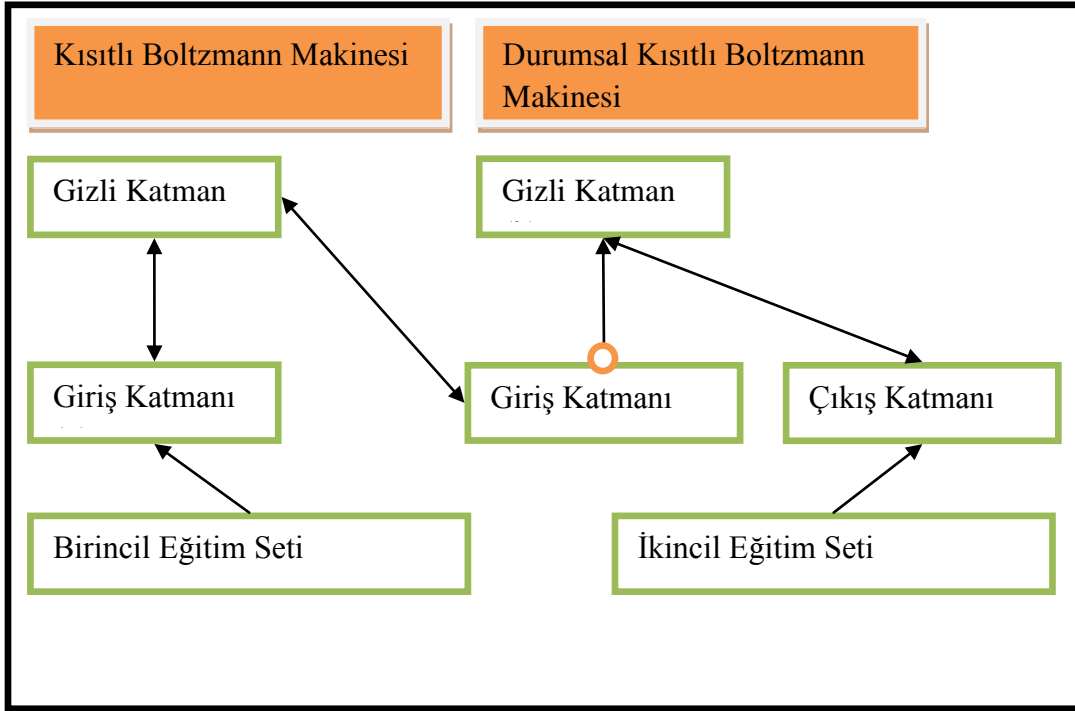 Kısıtlı Boltzmann Makinesi
Durumsal Kısıtlı Boltzmann
Makinesi
Gizli Katman
Gizli Katman
Giriş Katmanı
Giriş Katmanı
Çıkış Katmanı
Birincil Eğitim Seti
İkincil Eğitim Seti